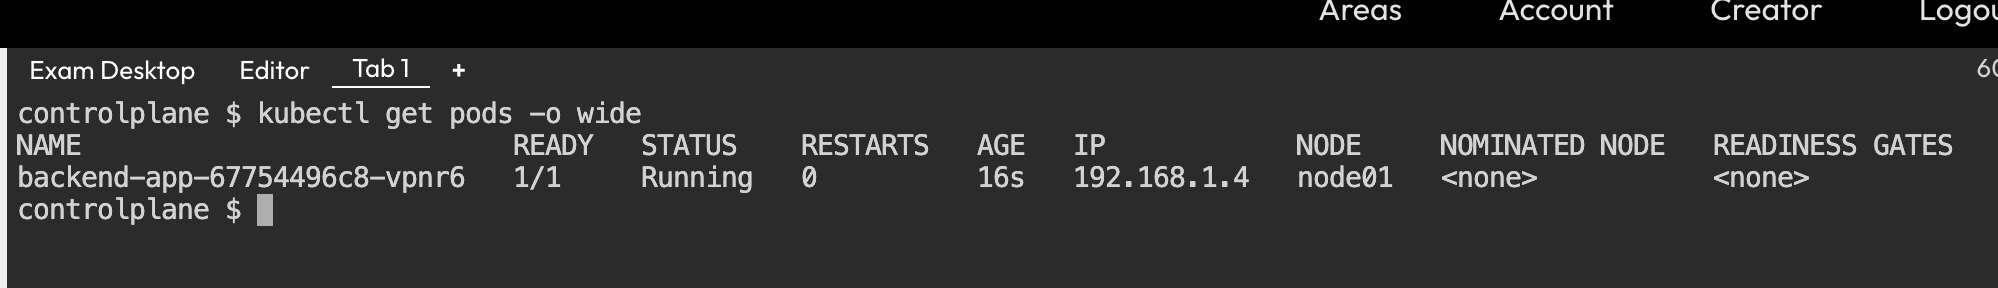 Areas Account Creator
Exam Desktop Editor Tab 1 +
controlplane $ kubectl get pods -o wide
NAME READY STATUS RESTARTS AGE IP NODE NOMINATED NODE READINESS GATES
backend-app-67754496c8-vpnr6 1/1 Running 0 16s 192.168.1.4 node01 <none> <none>
controlplane $